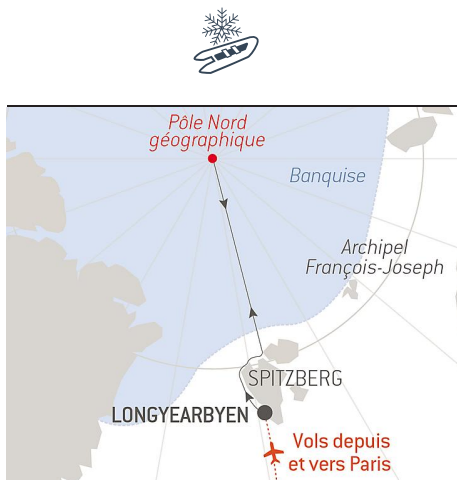 Pôle Nord
géographique
Banquise
Archipel
François-Joseph
SPITZBERG
LONGYEARBYEN
Vols depuis
et vers Paris